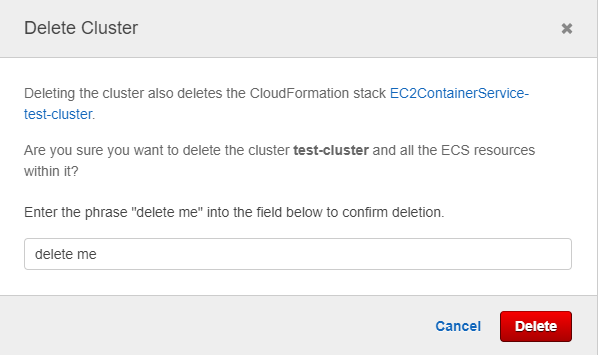 Delete Cluster
Deleting the cluster also deletes the CloudFormation stack EC2ContainerService-
test-cluster.
Are you sure you want to delete the cluster test-cluster and all the ECS resources
within it?
Enter the phrase "delete me" into the field below to confirm deletion.
delete me
Cancel Delete